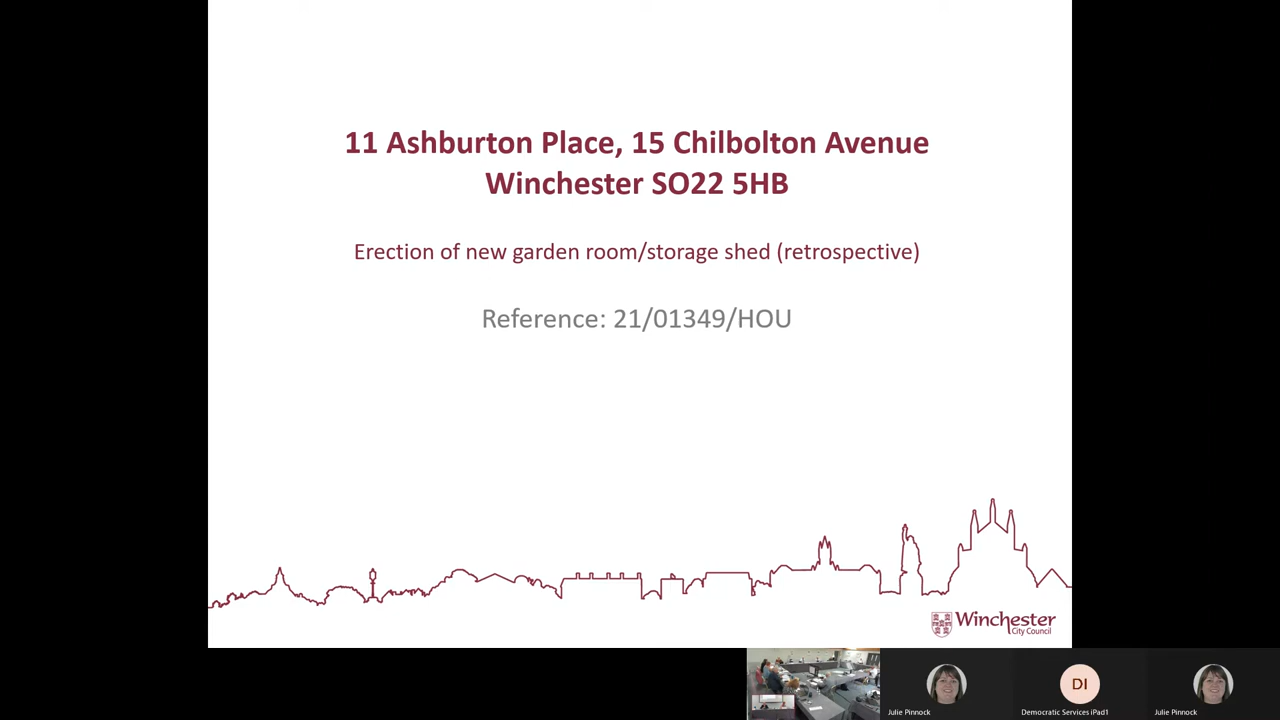 11 Ashburton Place, 15 Chilbolton Avenue
Winchester SO22 5HB
Erection of new garden room/storage shed (retrospective)
Reference: 21/01349/HOU
Winchester
City Council
Julie Pinnock
DI
Democratic Services iPad1
Julie Pinnock